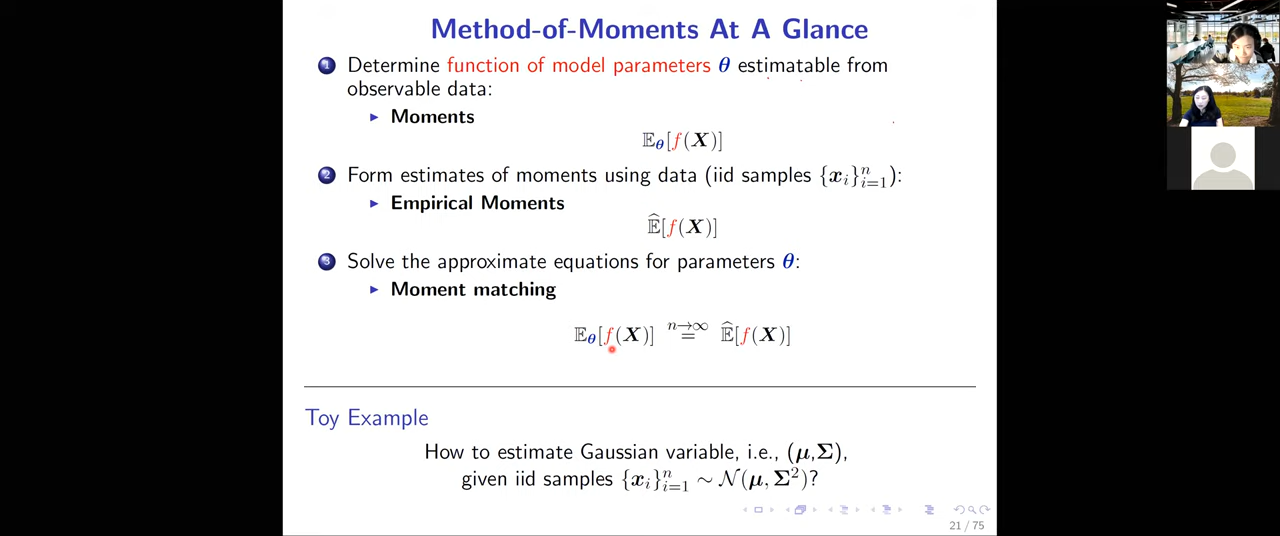 Method-of-Moments At A Glance
1 Determine function of model parameters θ estimatable from
observable data:
▶ Moments
𝔼_θ[f(X)]
2 Form estimates of moments using data (iid samples {x_i}_{i=1}^n):
▶ Empirical Moments
𝔼̂[f(X)]
3 Solve the approximate equations for parameters θ:
▶ Moment matching
𝔼_θ[f(X)] n→∞ = 𝔼̂[f(X)]
Toy Example
How to estimate Gaussian variable, i.e., (μ,Σ),
given iid samples {x_i}_{i=1}^n ∼ 𝒩(μ, Σ²)?
21 / 75